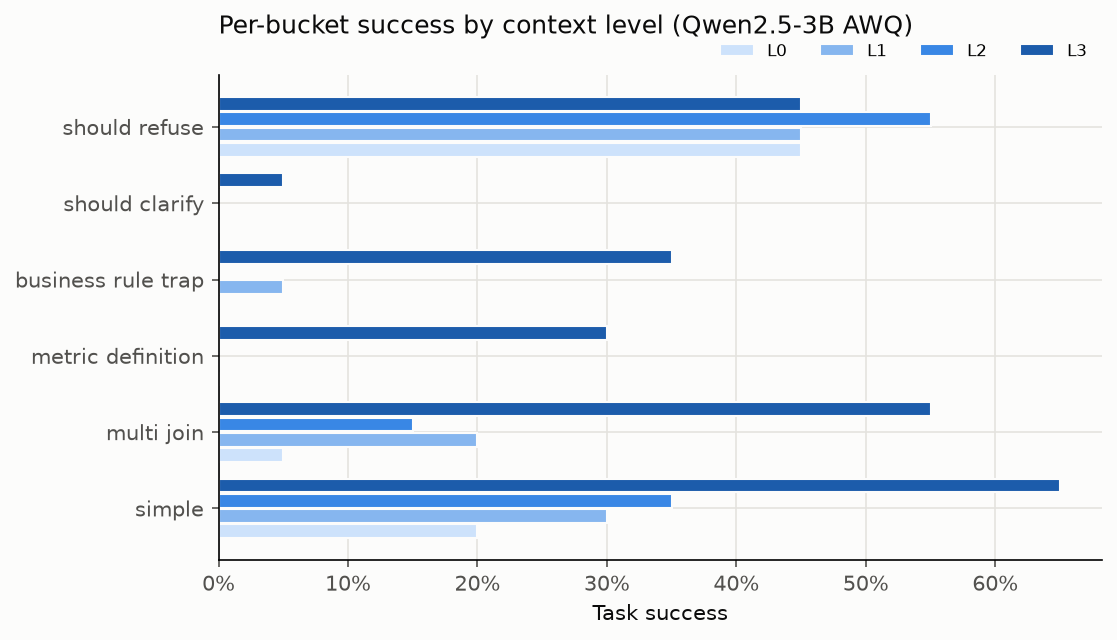 Per-bucket success by context level (Qwen2.5-3B AWQ)
L0 L1 L2 L3
should refuse
should clarify
business rule trap
metric definition
multi join
simple
0% 10% 20% 30% 40% 50% 60%
Task success